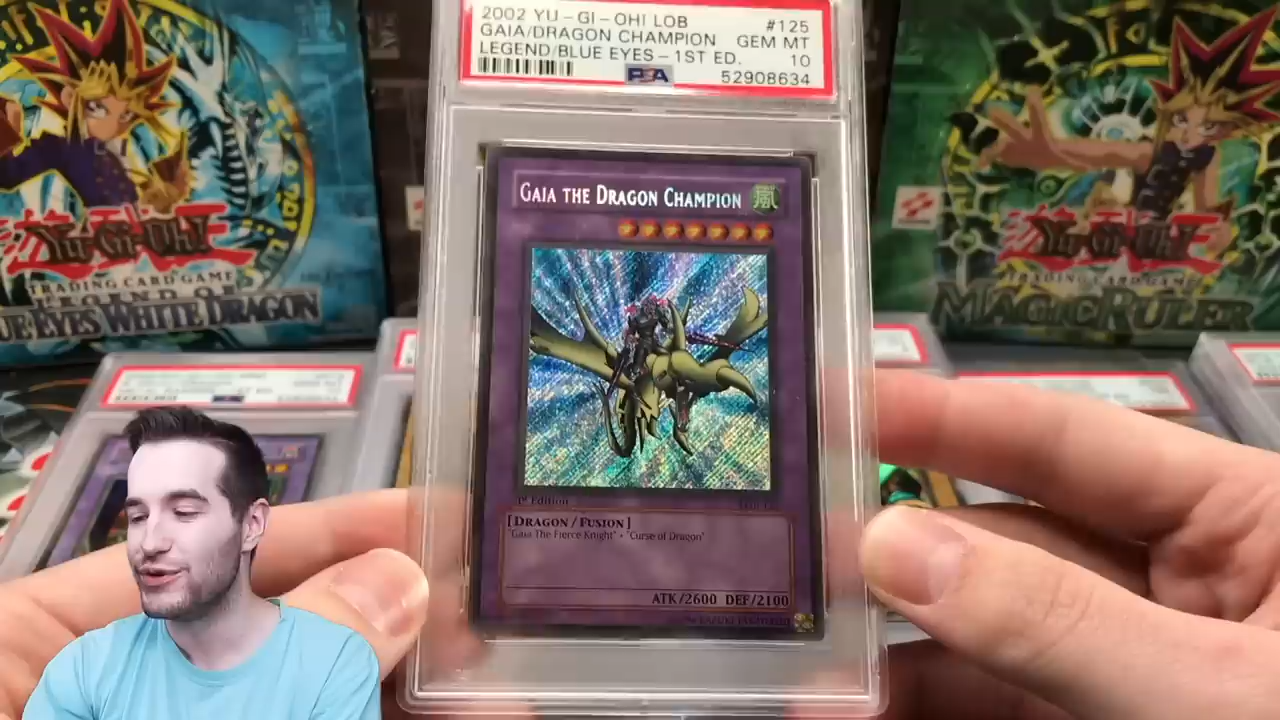 2002 YU-GI-OH! LOB #125
GAIA/DRAGON CHAMPION GEM MT
LEGEND/BLUE EYES-1ST ED. 10
PSA 52908634
GAIA THE DRAGON CHAMPION 風
1st Edition
[DRAGON / FUSION]
"Gaia The Fierce Knight" + "Curse of Dragon"
ATK/2600 DEF/2100
Yu-Gi-Oh!
TRADING CARD GAME
LEGEND OF
BLUE EYES WHITE DRAGON
Yu-Gi-Oh!
TRADING CARD GAME
MAGIC RULER